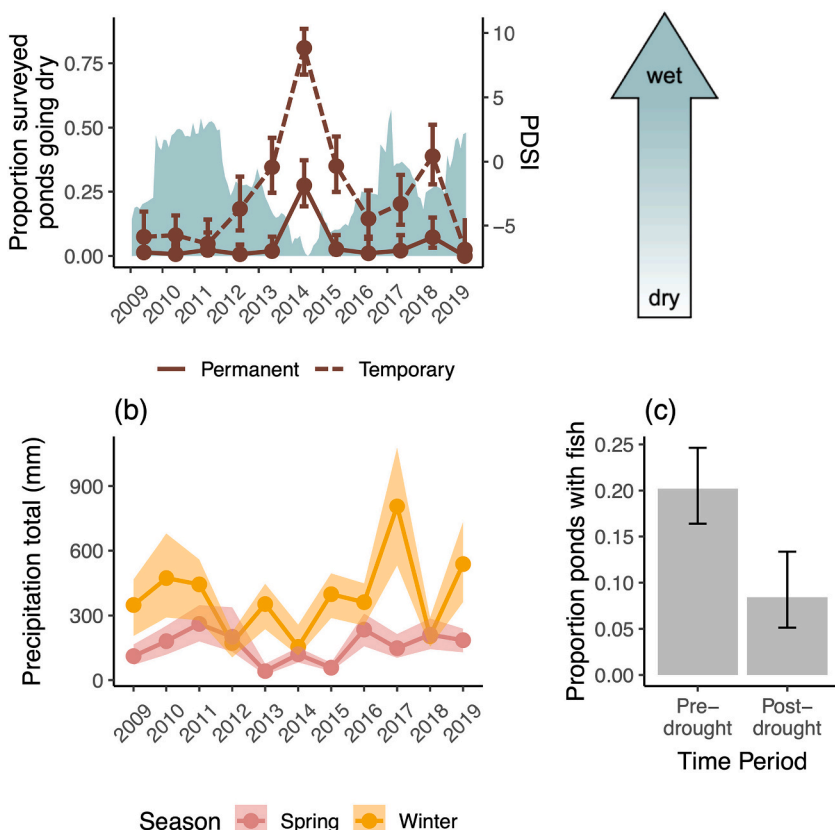 Proportion surveyed
ponds going dry
0.75
0.50
0.25
0.00
10
5
0
−5
PDSI
2009 2010 2011 2012 2013 2014 2015 2016 2017 2018 2019
Permanent Temporary
wet
dry
(b)
Precipitation total (mm)
900
600
300
0
2009 2010 2011 2012 2013 2014 2015 2016 2017 2018 2019
Season Spring Winter
(c)
Proportion ponds with fish
0.25
0.20
0.15
0.10
0.05
0.00
Pre−
drought
Post−
drought
Time Period